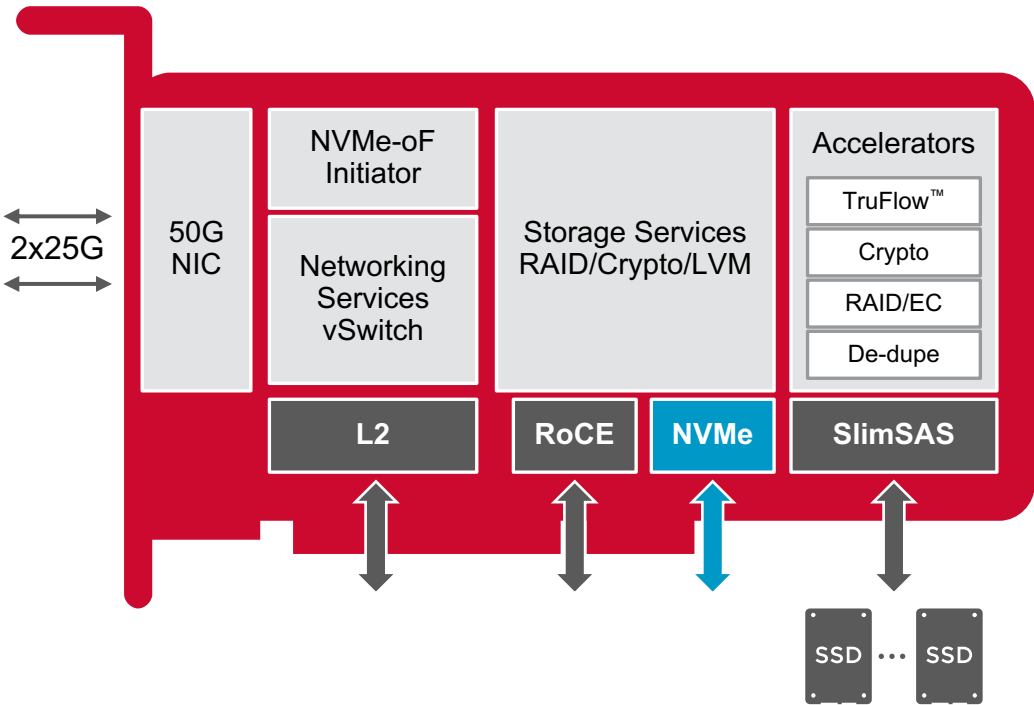 2x25G
50G
NIC
NVMe-oF
Initiator
Networking
Services
vSwitch
Storage Services
RAID/Crypto/LVM
Accelerators
TruFlow™
Crypto
RAID/EC
De-dupe
L2
RoCE
NVMe
SlimSAS
SSD ... SSD